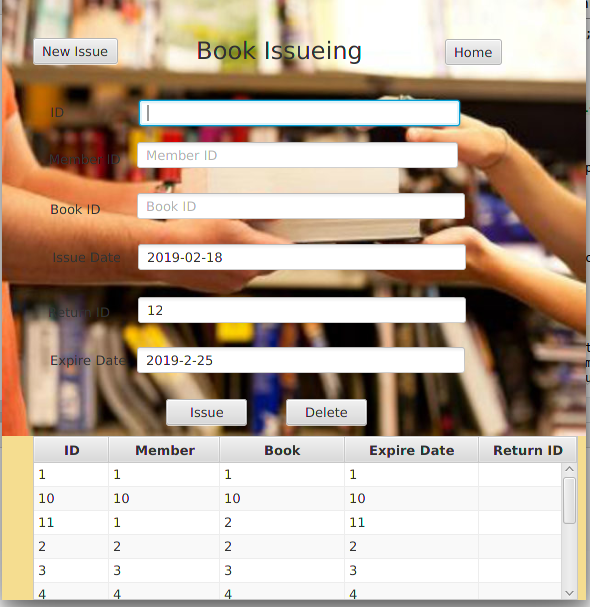 New Issue Book Issueing Home
ID
Member ID Member ID
Book ID Book ID
Issue Date 2019-02-18
Return ID 12
Expire Date 2019-2-25
Issue Delete
ID Member Book Expire Date Return ID
1 1 1 1
10 10 10 10
11 1 2 11
2 2 2 2
3 3 3 3
4 4 4 4